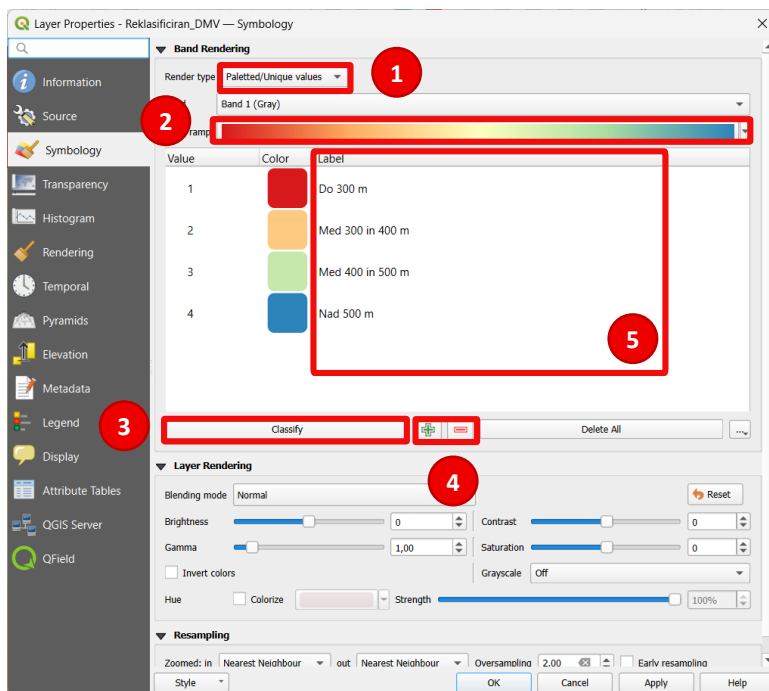 Layer Properties - Reklasificiran_DMV — Symbology
Band Rendering
Information
Render type Paletted/Unique values
1
Source
Band 1 (Gray)
2
ramp
Symbology
Value Color Label
Transparency
1 Do 300 m
Histogram
2 Med 300 in 400 m
Rendering
3 Med 400 in 500 m
Temporal
4 Nad 500 m
Pyramids
5
Elevation
Metadata
Legend
3
Classify
Delete All
...
Display
Layer Rendering
4
Attribute Tables
Blending mode Normal
Reset
QGIS Server
Brightness 0 Contrast 0
Gamma 1,00 Saturation 0
QField
Invert colors Grayscale Off
Hue Colorize Strength 100%
Resampling
Zoomed: in Nearest Neighbour out Nearest Neighbour Oversampling 2.00 Early resampling
Style OK Cancel Apply Help